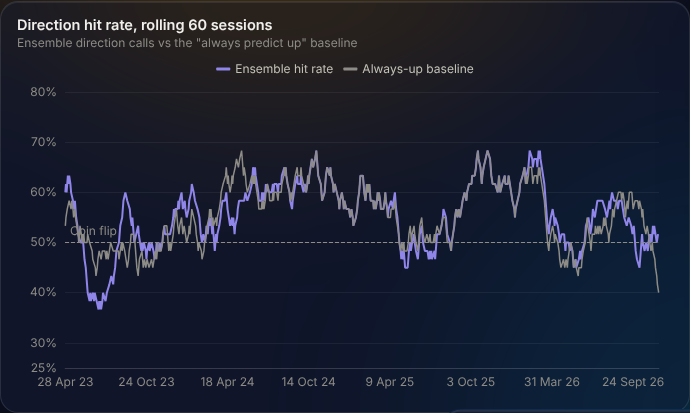 Direction hit rate, rolling 60 sessions
Ensemble direction calls vs the "always predict up" baseline
Ensemble hit rate Always-up baseline
80%
70%
60%
Coin flip
50%
40%
30%
25%
28 Apr 23 24 Oct 23 18 Apr 24 14 Oct 24 9 Apr 25 3 Oct 25 31 Mar 26 24 Sept 26